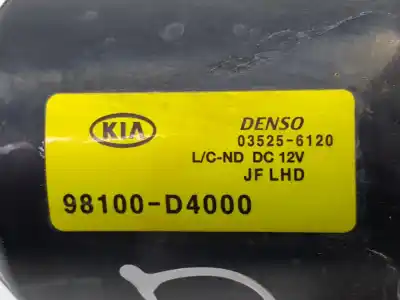 KIA
DENSO
03525-6120
L/C-ND DC 12V
JF LHD
98100-D4000